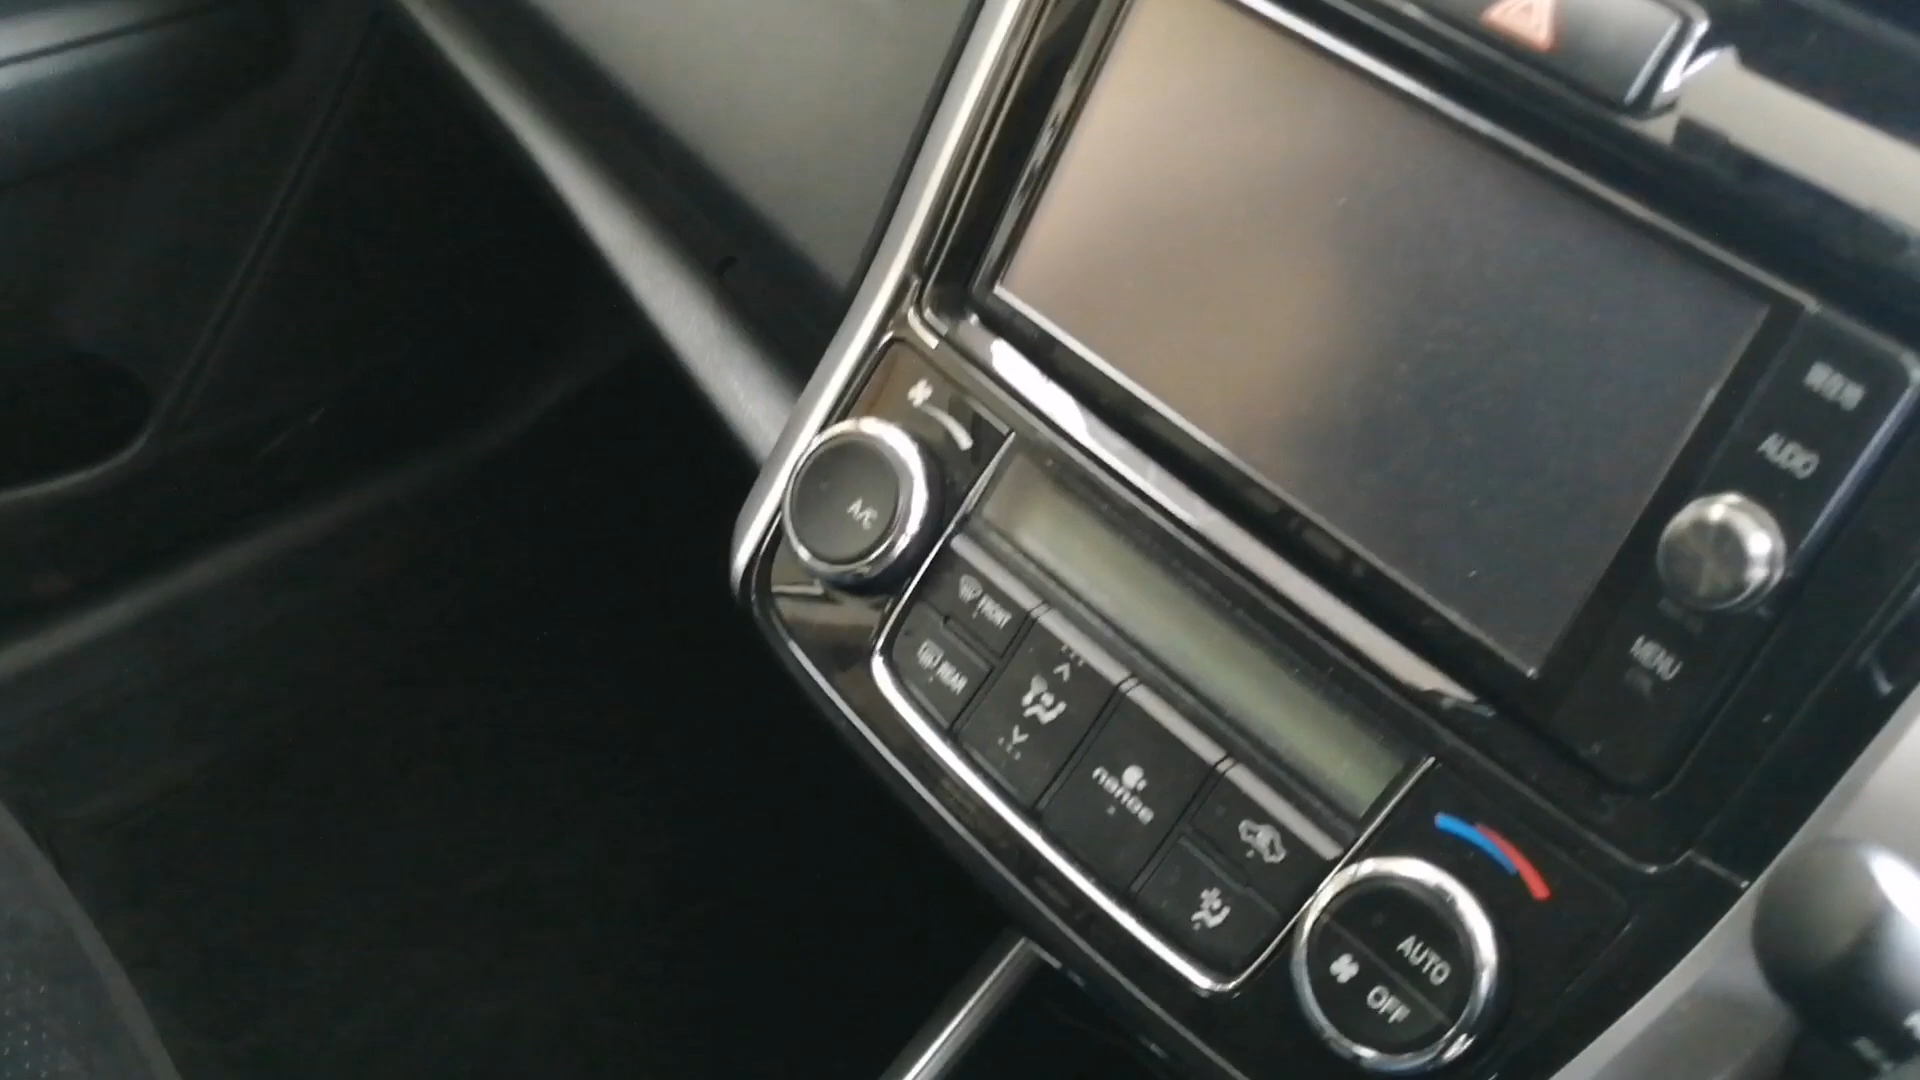 AUDIO
MENU
A/C
FRONT
REAR
nanoe
AUTO
OFF